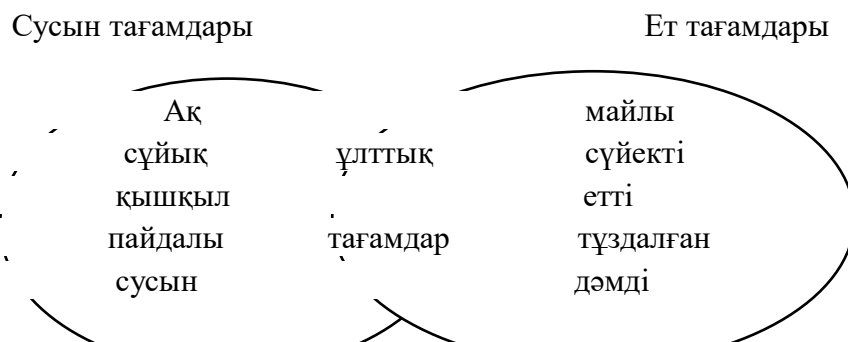 Сусын тағамдары Ет тағамдары
Ақ майлы
сұйық ұлттық сүйекті
қышқыл етті
пайдалы тағамдар тұздалған
сусын дәмді